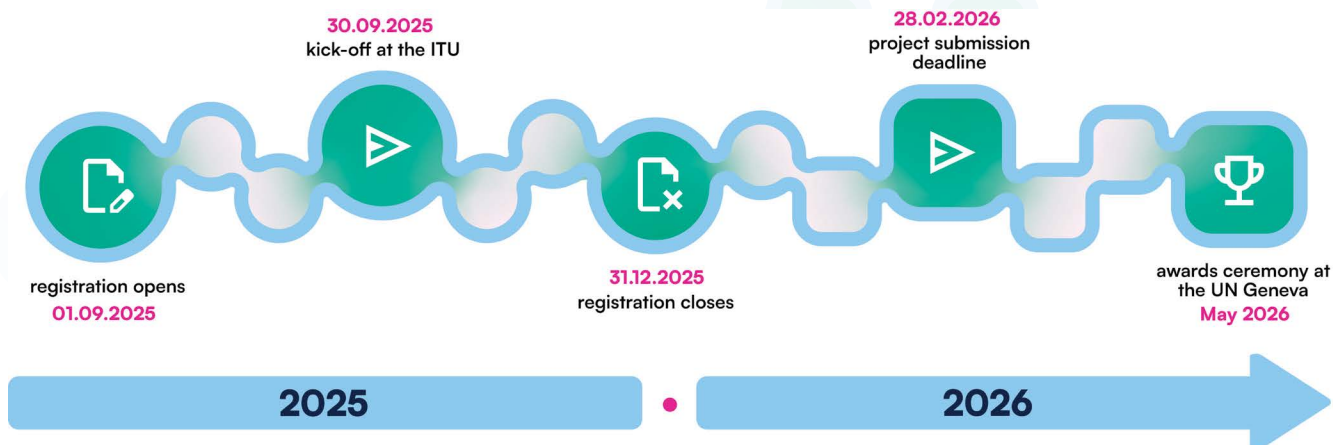 30.09.2025
kick-off at the ITU
28.02.2026
project submission
deadline
registration opens
01.09.2025
31.12.2025
registration closes
awards ceremony at
the UN Geneva
May 2026
2025
2026